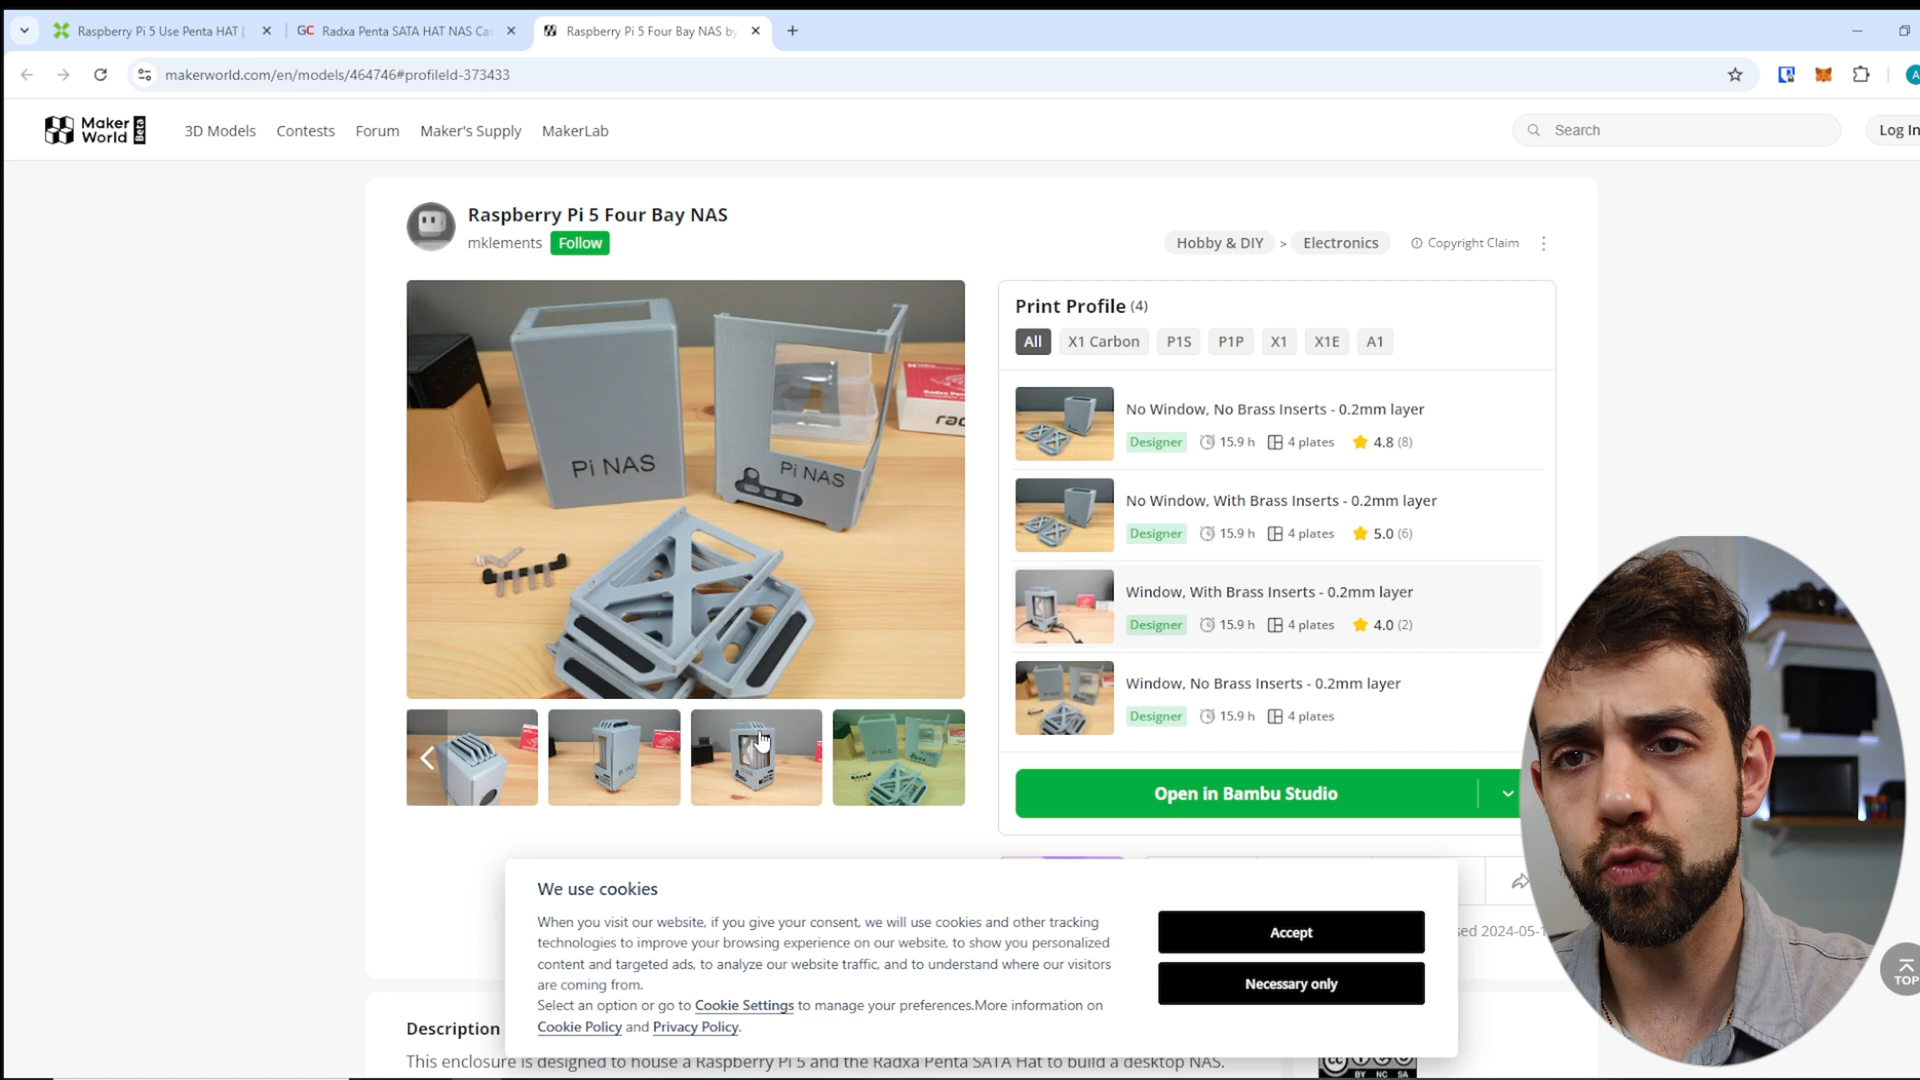 Raspberry Pi 5 Use Penta HAT |
GC Radxa Penta SATA HAT NAS Cas
Raspberry Pi 5 Four Bay NAS by
makerworld.com/en/models/464746#profileId-373433
A
Maker World Beta
3D Models
Contests
Forum
Maker's Supply
MakerLab
Search
Log In
Raspberry Pi 5 Four Bay NAS
mklements
Follow
Hobby & DIY > Electronics
Copyright Claim
Pi NAS
Pi NAS
Print Profile (4)
All
X1 Carbon
P1S
P1P
X1
X1E
A1
No Window, No Brass Inserts - 0.2mm layer
Designer 15.9 h 4 plates 4.8 (8)
No Window, With Brass Inserts - 0.2mm layer
Designer 15.9 h 4 plates 5.0 (6)
Window, With Brass Inserts - 0.2mm layer
Designer 15.9 h 4 plates 4.0 (2)
Window, No Brass Inserts - 0.2mm layer
Designer 15.9 h 4 plates
Open in Bambu Studio
We use cookies
When you visit our website, if you give your consent, we will use cookies and other tracking
technologies to improve your browsing experience on our website, to show you personalized
content and targeted ads, to analyze our website traffic, and to understand where our visitors
are coming from.
Select an option or go to Cookie Settings to manage your preferences.More information on
Cookie Policy and Privacy Policy.
Accept
Necessary only
sed 2024-05-1
TOP
Description
This enclosure is designed to house a Raspberry Pi 5 and the Radxa Penta SATA Hat to build a desktop NAS.
BY NC SA